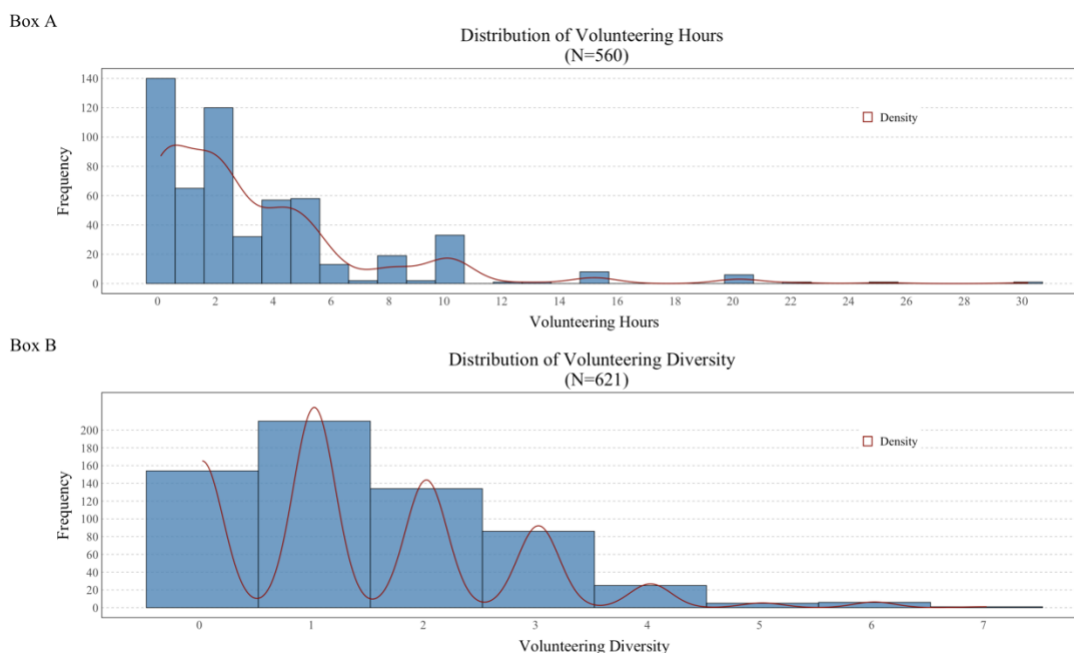 Box A
Distribution of Volunteering Hours
(N=560)
140
120
100
80
60
40
20
0
Frequency
Density
0 2 4 6 8 10 12 14 16 18 20 22 24 26 28 30
Volunteering Hours
Box B
Distribution of Volunteering Diversity
(N=621)
200
180
160
140
120
100
80
60
40
20
0
Frequency
Density
0 1 2 3 4 5 6 7
Volunteering Diversity